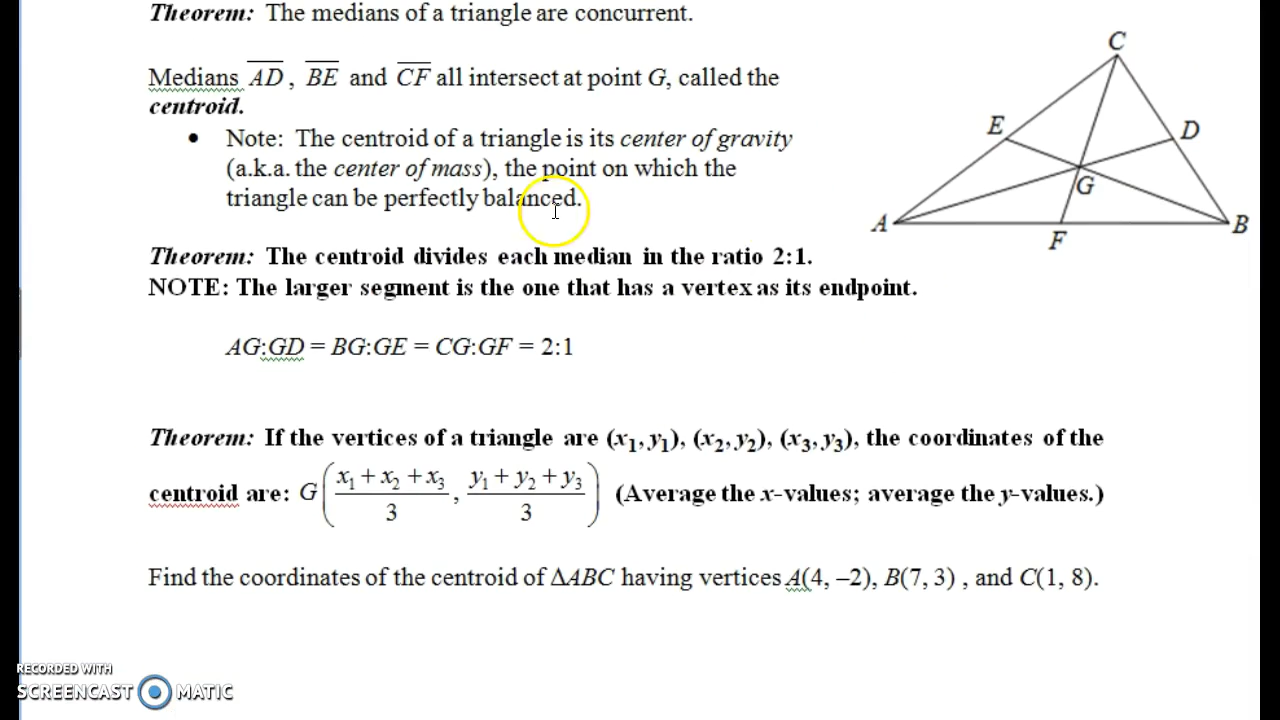 Theorem: The medians of a triangle are concurrent.
Medians AD, BE and CF all intersect at point G, called the
centroid.
• Note: The centroid of a triangle is its center of gravity
(a.k.a. the center of mass), the point on which the
triangle can be perfectly balanced.
C
E
D
G
A
B
F
Theorem: The centroid divides each median in the ratio 2:1.
NOTE: The larger segment is the one that has a vertex as its endpoint.
AG:GD = BG:GE = CG:GF = 2:1
Theorem: If the vertices of a triangle are (x₁, y₁), (x₂, y₂), (x₃, y₃), the coordinates of the
centroid are: G((x₁ + x₂ + x₃)/3, (y₁ + y₂ + y₃)/3) (Average the x-values; average the y-values.)
Find the coordinates of the centroid of ΔABC having vertices A(4, –2), B(7, 3) , and C(1, 8).
RECORDED WITH
SCREENCAST MATIC